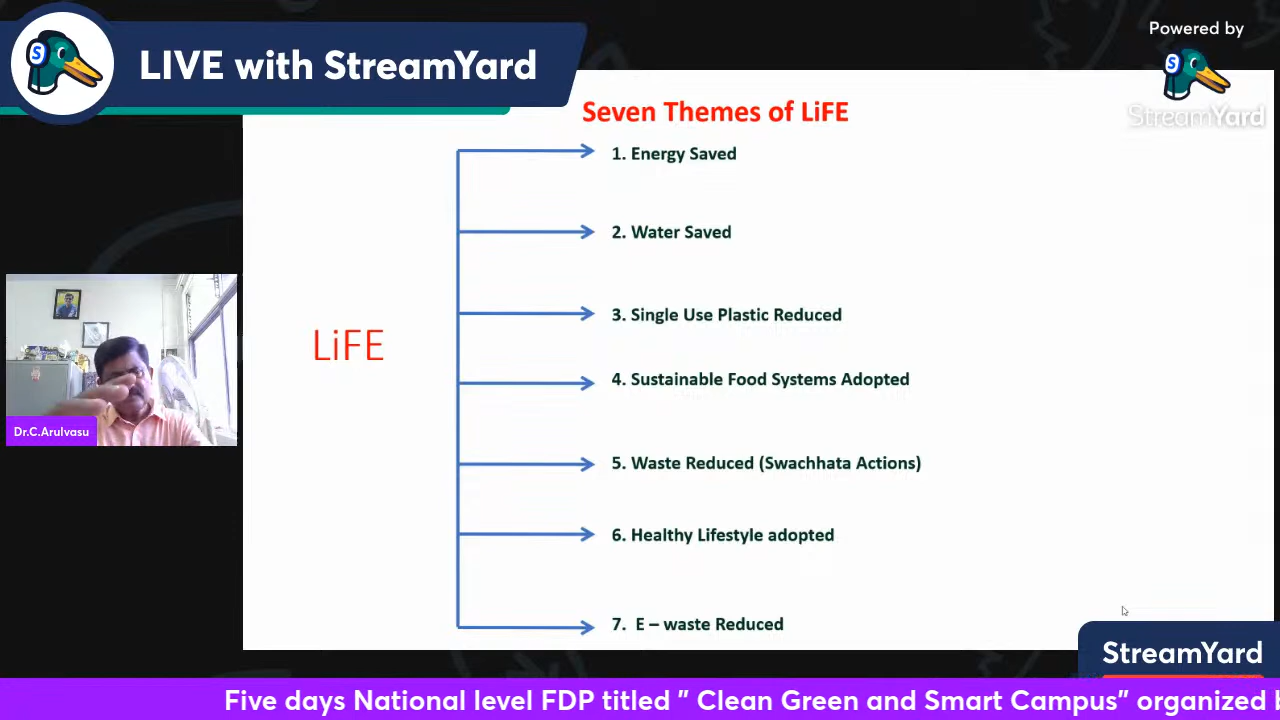 LIVE with StreamYard
Powered by
StreamYard
Seven Themes of LiFE
1. Energy Saved
2. Water Saved
3. Single Use Plastic Reduced
LiFE
4. Sustainable Food Systems Adopted
5. Waste Reduced (Swachhata Actions)
6. Healthy Lifestyle adopted
7. E – waste Reduced
Dr.C.Arulvasu
StreamYard
Five days National level FDP titled " Clean Green and Smart Campus" organized